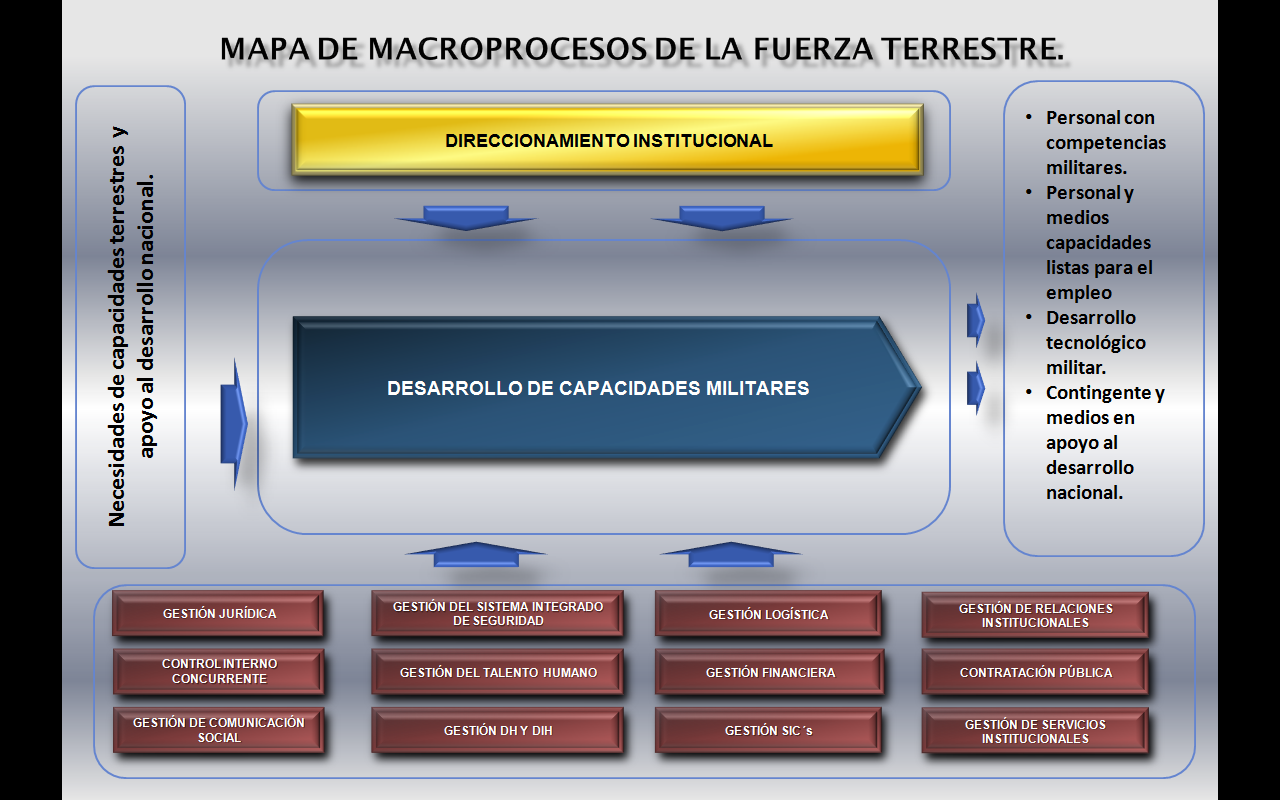 MAPA DE MACROPROCESOS DE LA FUERZA TERRESTRE.
Necesidades de capacidades terrestres y
apoyo al desarrollo nacional.
DIRECCIONAMIENTO INSTITUCIONAL
DESARROLLO DE CAPACIDADES MILITARES
• Personal con
competencias
militares.
• Personal y
medios
capacidades
listas para el
empleo
• Desarrollo
tecnológico
militar.
• Contingente y
medios en
apoyo al
desarrollo
nacional.
GESTIÓN JURÍDICA
GESTIÓN DEL SISTEMA INTEGRADO
DE SEGURIDAD
GESTIÓN LOGÍSTICA
GESTIÓN DE RELACIONES
INSTITUCIONALES
CONTROL INTERNO
CONCURRENTE
GESTIÓN DEL TALENTO HUMANO
GESTIÓN FINANCIERA
CONTRATACIÓN PÚBLICA
GESTIÓN DE COMUNICACIÓN
SOCIAL
GESTIÓN DH Y DIH
GESTIÓN SIC´s
GESTIÓN DE SERVICIOS
INSTITUCIONALES